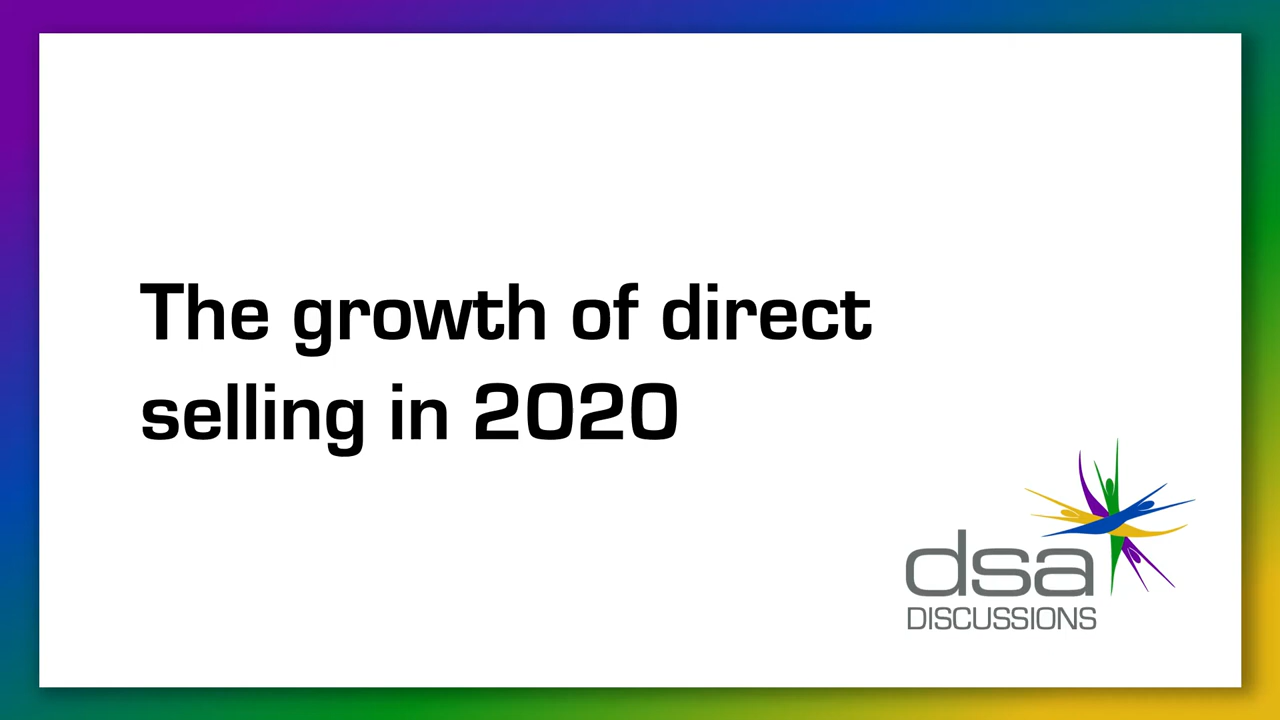 The growth of direct
selling in 2020
dsa
DISCUSSIONS